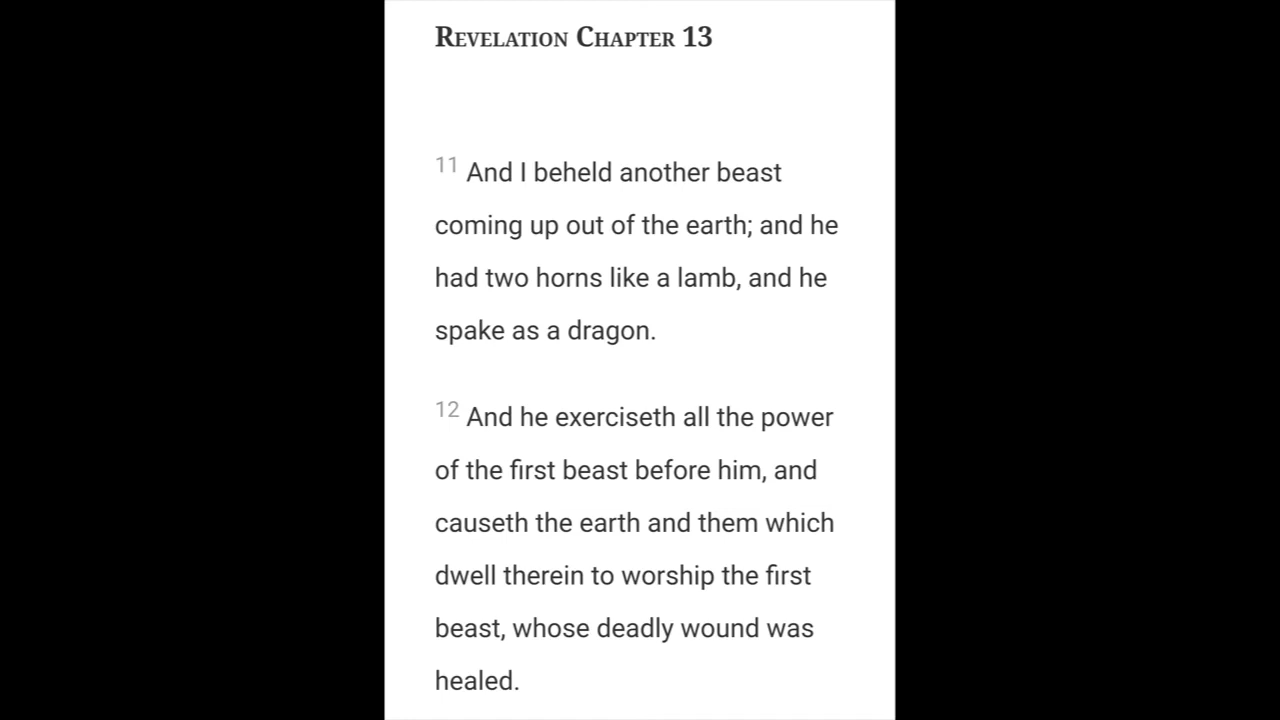 Revelation Chapter 13
11 And I beheld another beast
coming up out of the earth; and he
had two horns like a lamb, and he
spake as a dragon.
12 And he exerciseth all the power
of the first beast before him, and
causeth the earth and them which
dwell therein to worship the first
beast, whose deadly wound was
healed.